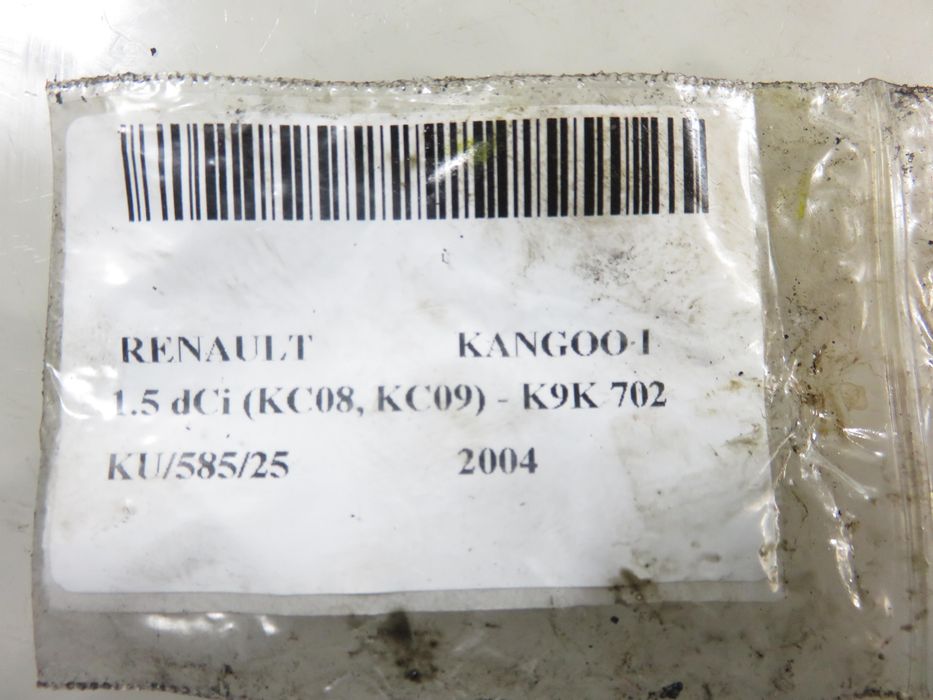 RENAULT KANGOO I
1.5 dCi (KC08, KC09) - K9K 702
KU/585/25 2004